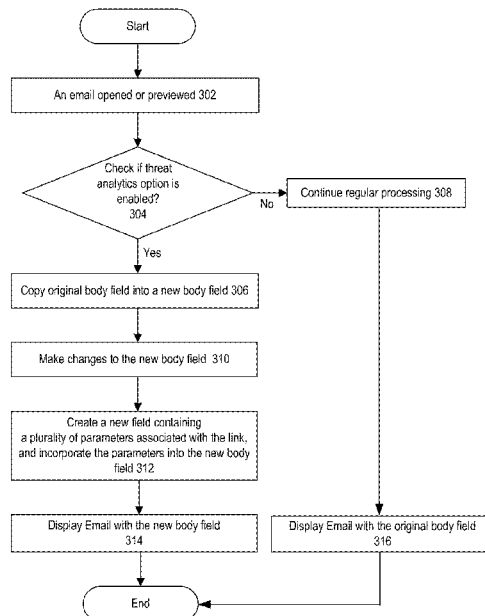 Start
An email opened or previewed 302
Check if threat
analytics option is
enabled?
304
No
Continue regular processing 308
Yes
Copy original body field into a new body field 306
Make changes to the new body field 310
Create a new field containing
a plurality of parameters associated with the link,
and incorporate the parameters into the new body
field 312
Display Email with the new body field
314
Display Email with the original body field
316
End